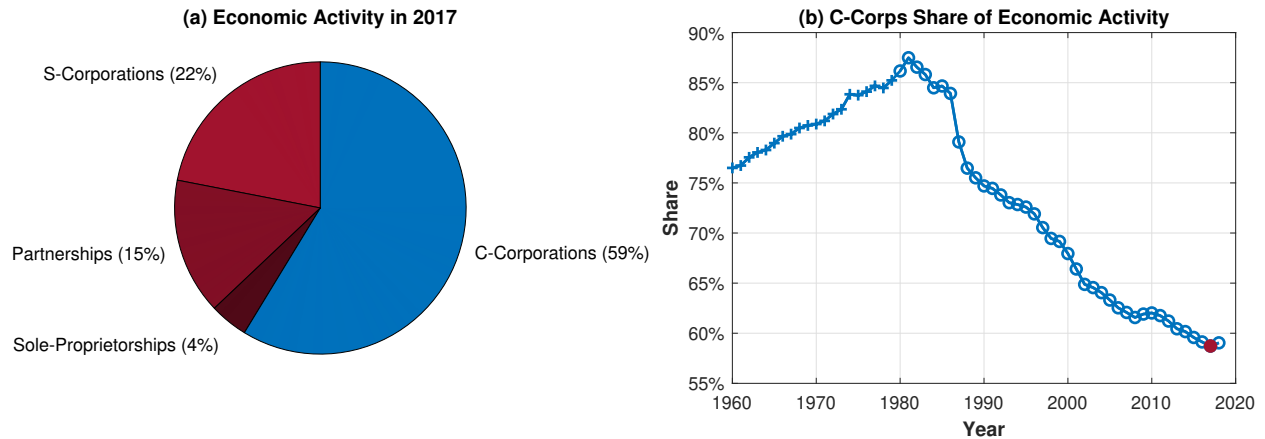 (a) Economic Activity in 2017
S-Corporations (22%)
Partnerships (15%)
Sole-Proprietorships (4%)
C-Corporations (59%)
(b) C-Corps Share of Economic Activity
90%
85%
80%
75%
70%
65%
60%
55%
Share
1960 1970 1980 1990 2000 2010 2020
Year